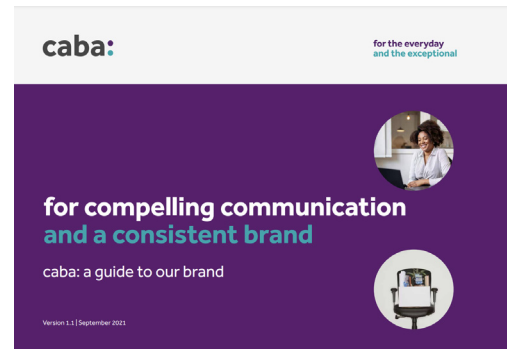 caba:
for the everyday
and the exceptional
for compelling communication
and a consistent brand
caba: a guide to our brand
Version 1.1 | September 2021